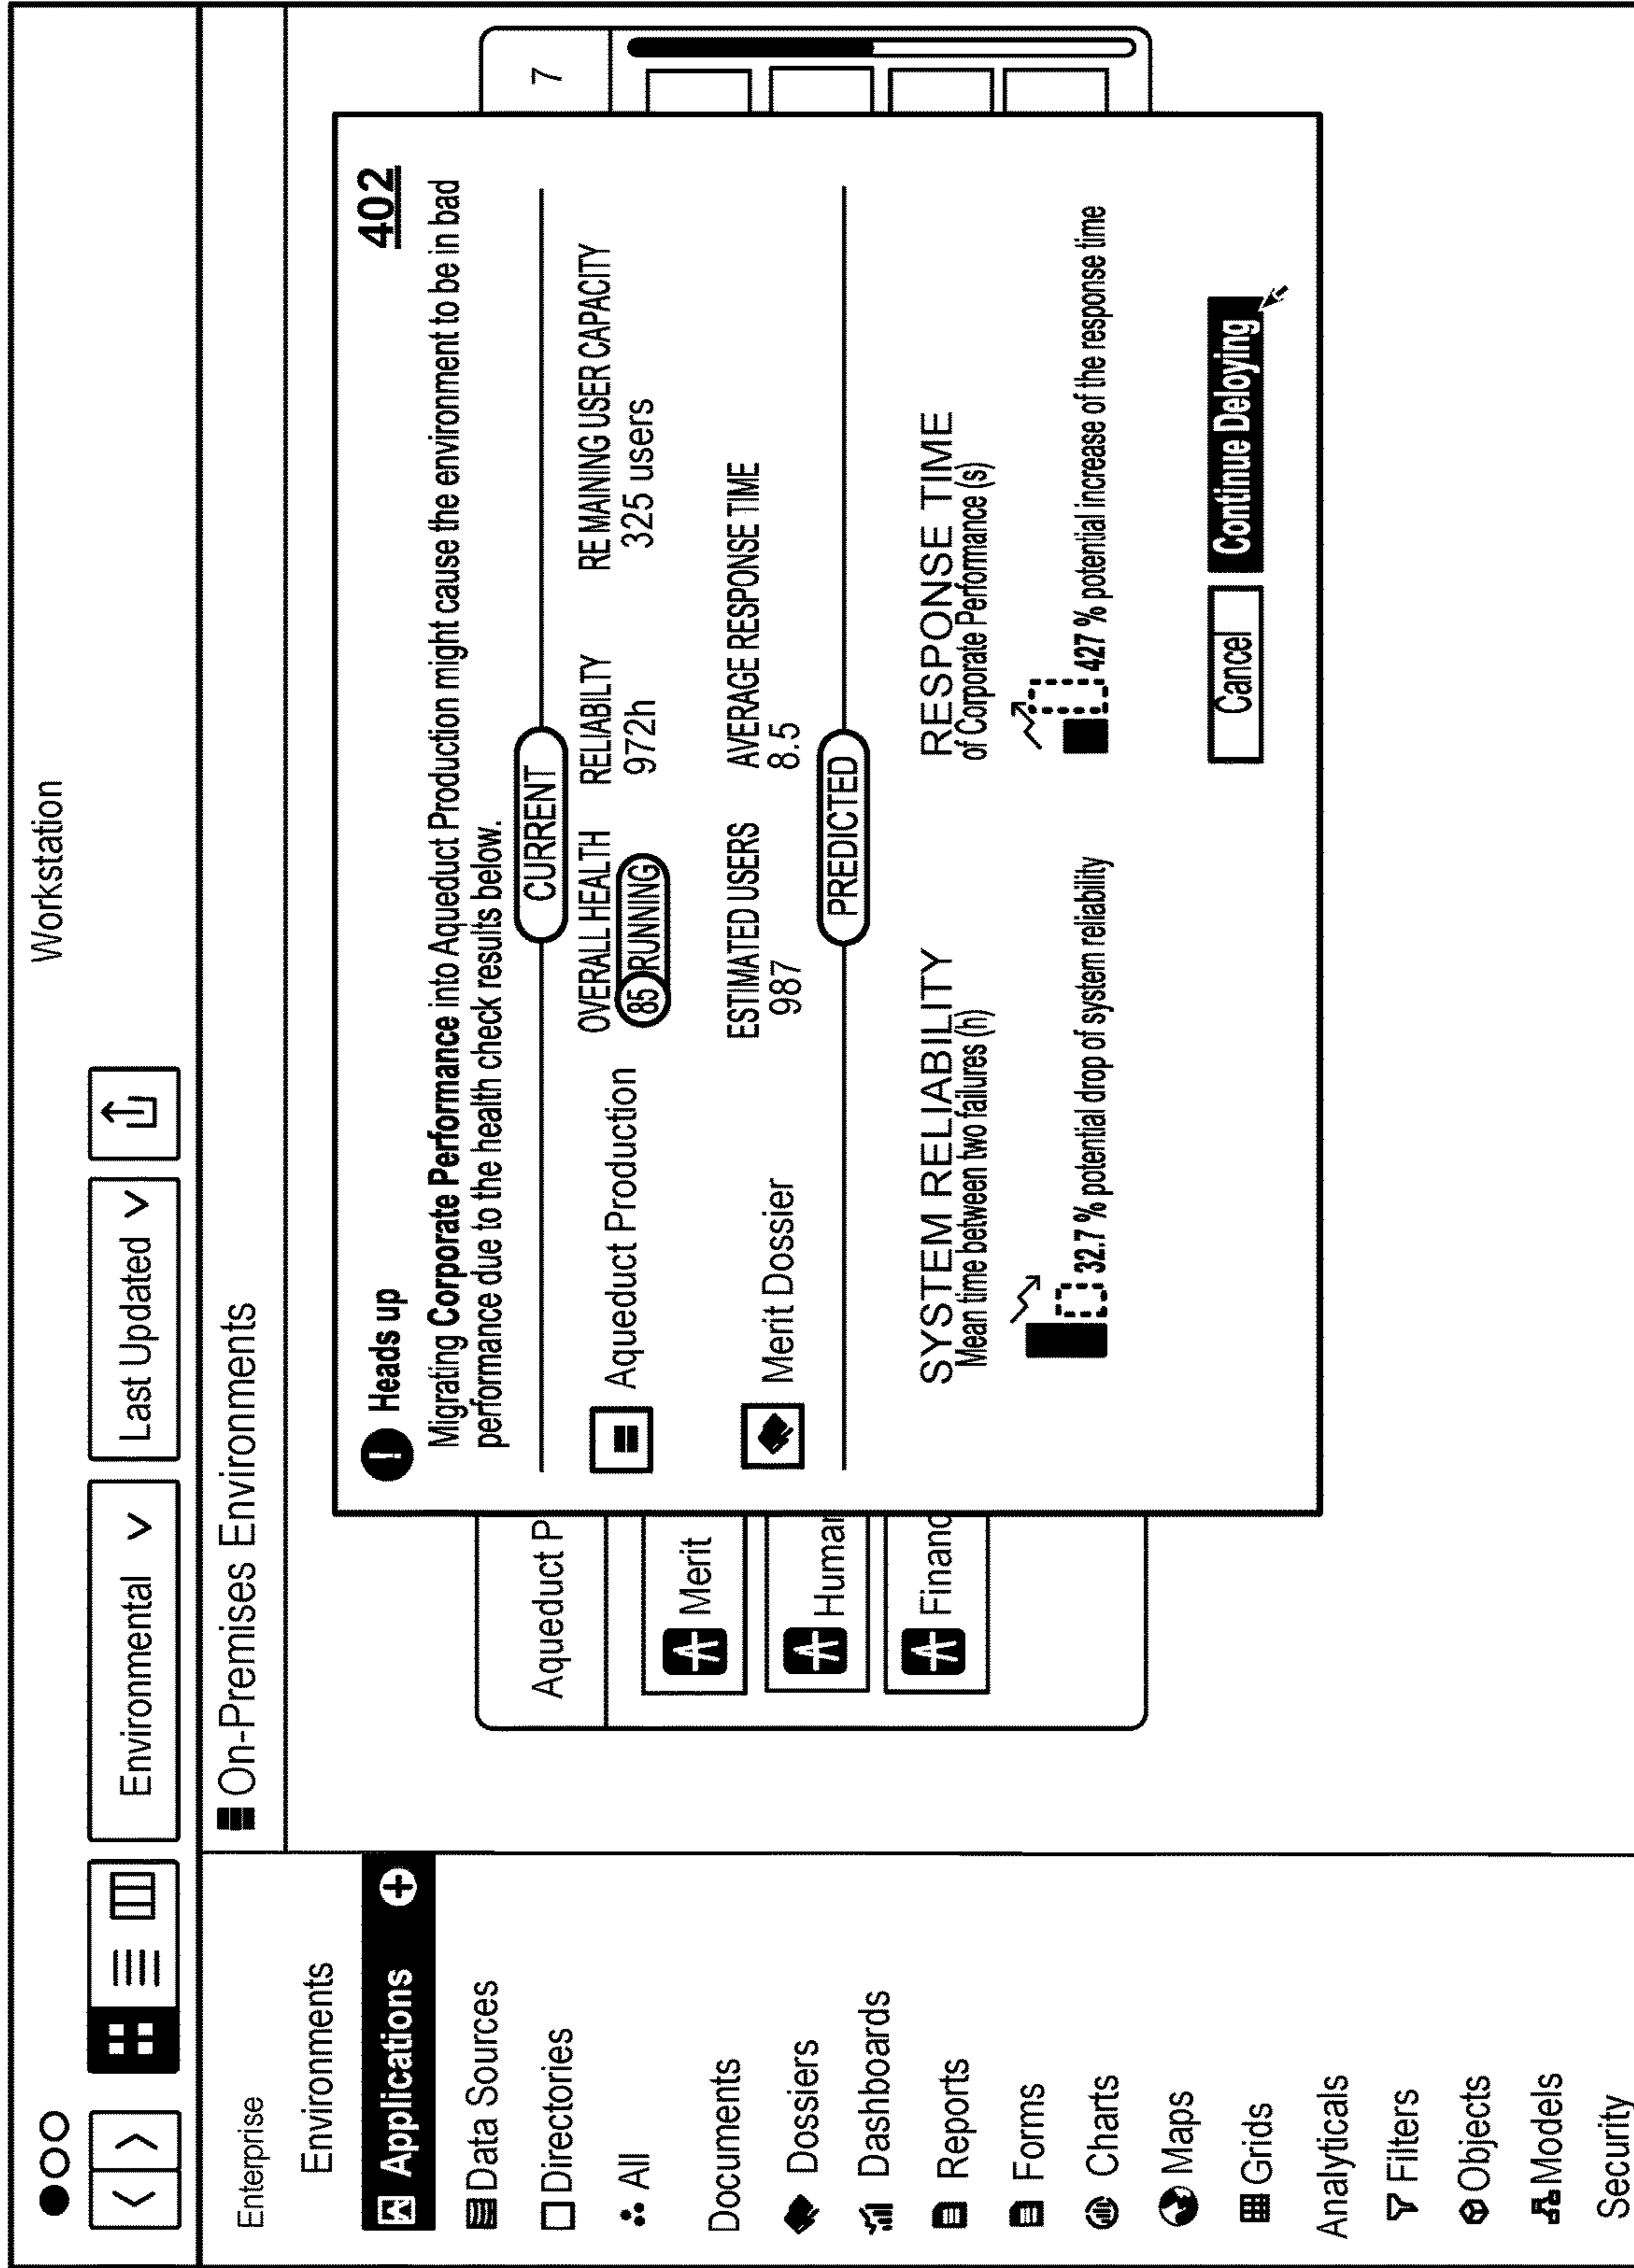 Workstation
Environmental
Last Updated
Enterprise
Environments
Applications
Data Sources
Directories
All
Documents
Dossiers
Dashboards
Reports
Forms
Charts
Maps
Grids
Analyticals
Filters
Objects
Models
Security
On-Premises Environments
Aqueduct P
7
Merit
Human
Financ
402
! Heads up
Migrating Corporate Performance into Aqueduct Production might cause the environment to be in bad
performance due to the health check results below.
CURRENT
OVERALL HEALTH RELIABILTY RE MAINING USER CAPACITY
Aqueduct Production 85 RUNNING 972h 325 users
ESTIMATED USERS AVERAGE RESPONSE TIME
Merit Dossier 987 8.5
PREDICTED
SYSTEM RELIABILITY
Mean time between two failures (h)
32.7 % potential drop of system reliability
RESPONSE TIME
of Corporate Performance (s)
427 % potential increase of the response time
Cancel
Continue Deloying